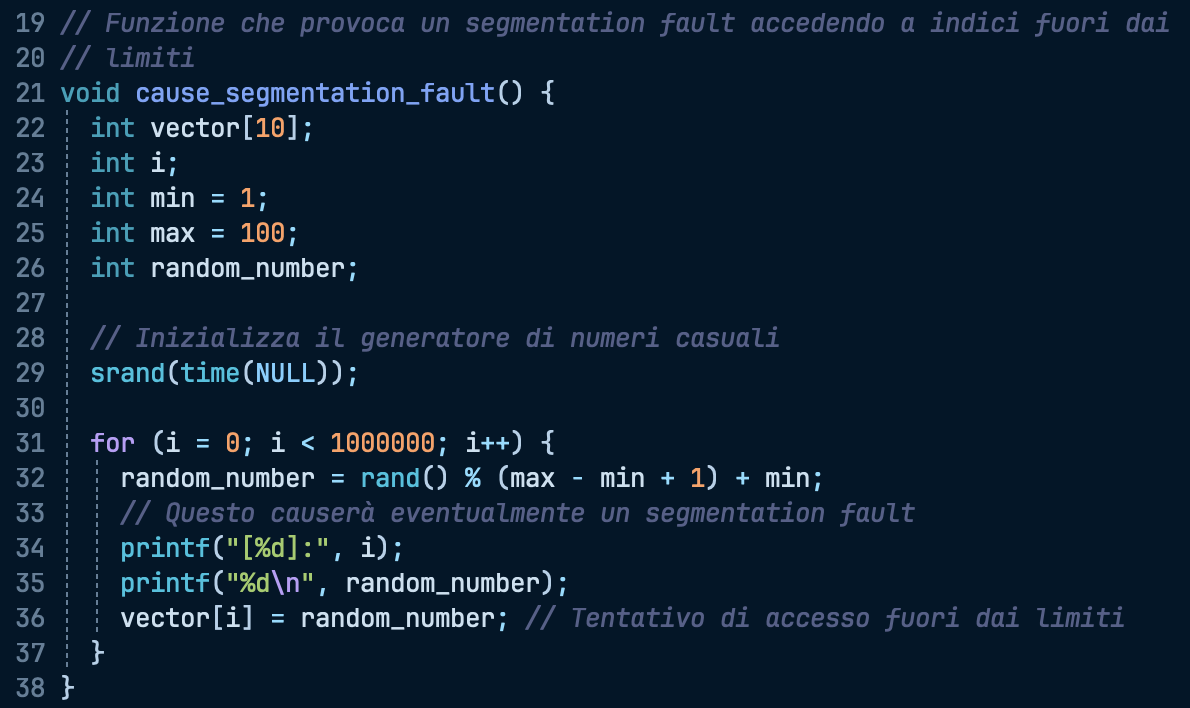 19 // Funzione che provoca un segmentation fault accedendo a indici fuori dai
20 // limiti
21 void cause_segmentation_fault() {
22   int vector[10];
23   int i;
24   int min = 1;
25   int max = 100;
26   int random_number;
27
28   // Inizializza il generatore di numeri casuali
29   srand(time(NULL));
30
31   for (i = 0; i < 1000000; i++) {
32     random_number = rand() % (max - min + 1) + min;
33     // Questo causerà eventualmente un segmentation fault
34     printf("[%d]:", i);
35     printf("%d\n", random_number);
36     vector[i] = random_number; // Tentativo di accesso fuori dai limiti
37   }
38 }